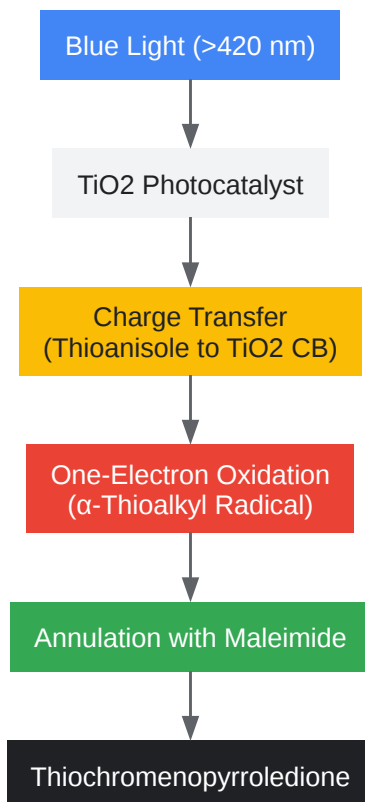 Blue Light (>420 nm)
TiO2 Photocatalyst
Charge Transfer
(Thioanisole to TiO2 CB)
One-Electron Oxidation
(α-Thioalkyl Radical)
Annulation with Maleimide
Thiochromenopyrroledione